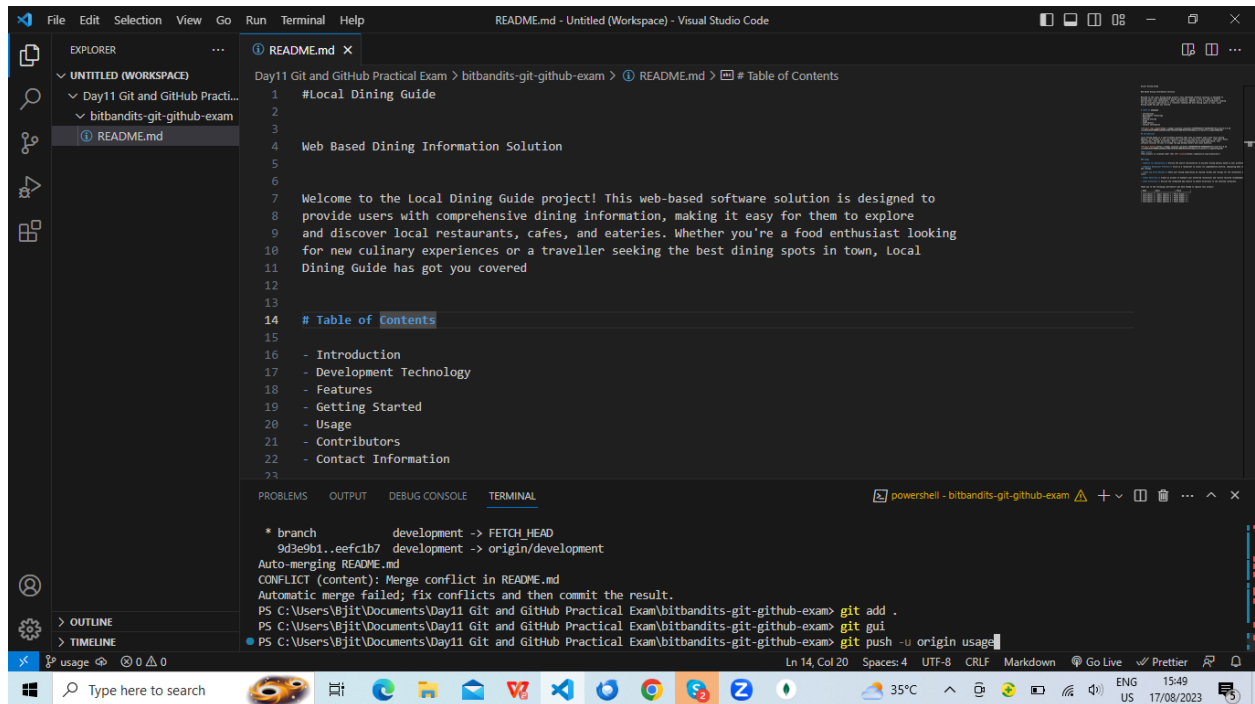 File Edit Selection View Go Run Terminal Help README.md - Untitled (Workspace) - Visual Studio Code
EXPLORER ...
UNTITLED (WORKSPACE)
Day11 Git and GitHub Practi...
bitbandits-git-github-exam
README.md
OUTLINE
TIMELINE
README.md
Day11 Git and GitHub Practical Exam > bitbandits-git-github-exam > README.md > # Table of Contents
1 #Local Dining Guide
2
3
4 Web Based Dining Information Solution
5
6
7 Welcome to the Local Dining Guide project! This web-based software solution is designed to
8 provide users with comprehensive dining information, making it easy for them to explore
9 and discover local restaurants, cafes, and eateries. Whether you're a food enthusiast looking
10 for new culinary experiences or a traveller seeking the best dining spots in town, Local
11 Dining Guide has got you covered
12
13
14 # Table of Contents
15
16 - Introduction
17 - Development Technology
18 - Features
19 - Getting Started
20 - Usage
21 - Contributors
22 - Contact Information
23
PROBLEMS OUTPUT DEBUG CONSOLE TERMINAL powershell - bitbandits-git-github-exam
* branch development -> FETCH_HEAD
9d3e9b1..eefc1b7 development -> origin/development
Auto-merging README.md
CONFLICT (content): Merge conflict in README.md
Automatic merge failed; fix conflicts and then commit the result.
PS C:\Users\Bjit\Documents\Day11 Git and GitHub Practical Exam\bitbandits-git-github-exam> git add .
PS C:\Users\Bjit\Documents\Day11 Git and GitHub Practical Exam\bitbandits-git-github-exam> git gui
PS C:\Users\Bjit\Documents\Day11 Git and GitHub Practical Exam\bitbandits-git-github-exam> git push -u origin usage
usage 0 0 Ln 14, Col 20 Spaces: 4 UTF-8 CRLF Markdown Go Live Prettier
Type here to search 35°C ENG 15:49
US 17/08/2023 5